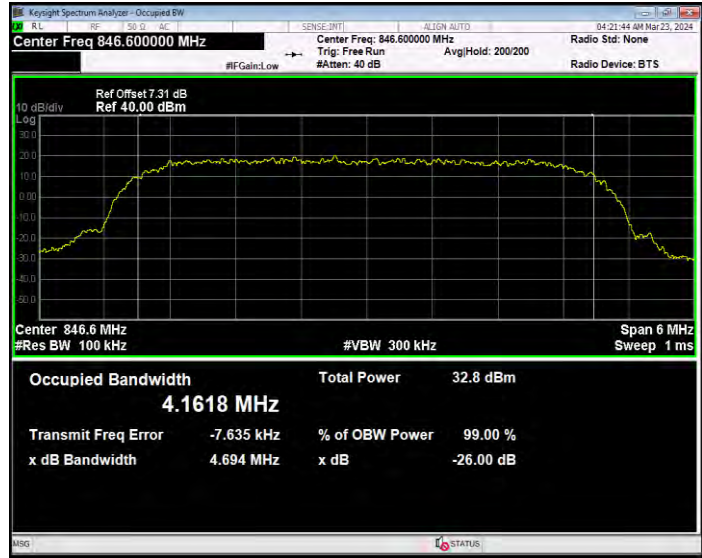 Keysight Spectrum Analyzer - Occupied BW
RL RF 50 Ω AC SENSE:INT ALIGN AUTO 04:21:44 AM Mar 23, 2024
Center Freq 846.600000 MHz Center Freq: 846.600000 MHz Radio Std: None
Trig: Free Run Avg|Hold: 200/200
#IFGain:Low #Atten: 40 dB Radio Device: BTS
Ref Offset 7.31 dB
10 dB/div Ref 40.00 dBm
Log
30.0
20.0
10.0
0.00
-10.0
-20.0
-30.0
-40.0
-50.0
Center 846.6 MHz Span 6 MHz
#Res BW 100 kHz #VBW 300 kHz Sweep 1 ms
Occupied Bandwidth Total Power 32.8 dBm
4.1618 MHz
Transmit Freq Error -7.635 kHz % of OBW Power 99.00 %
x dB Bandwidth 4.694 MHz x dB -26.00 dB
MSG STATUS